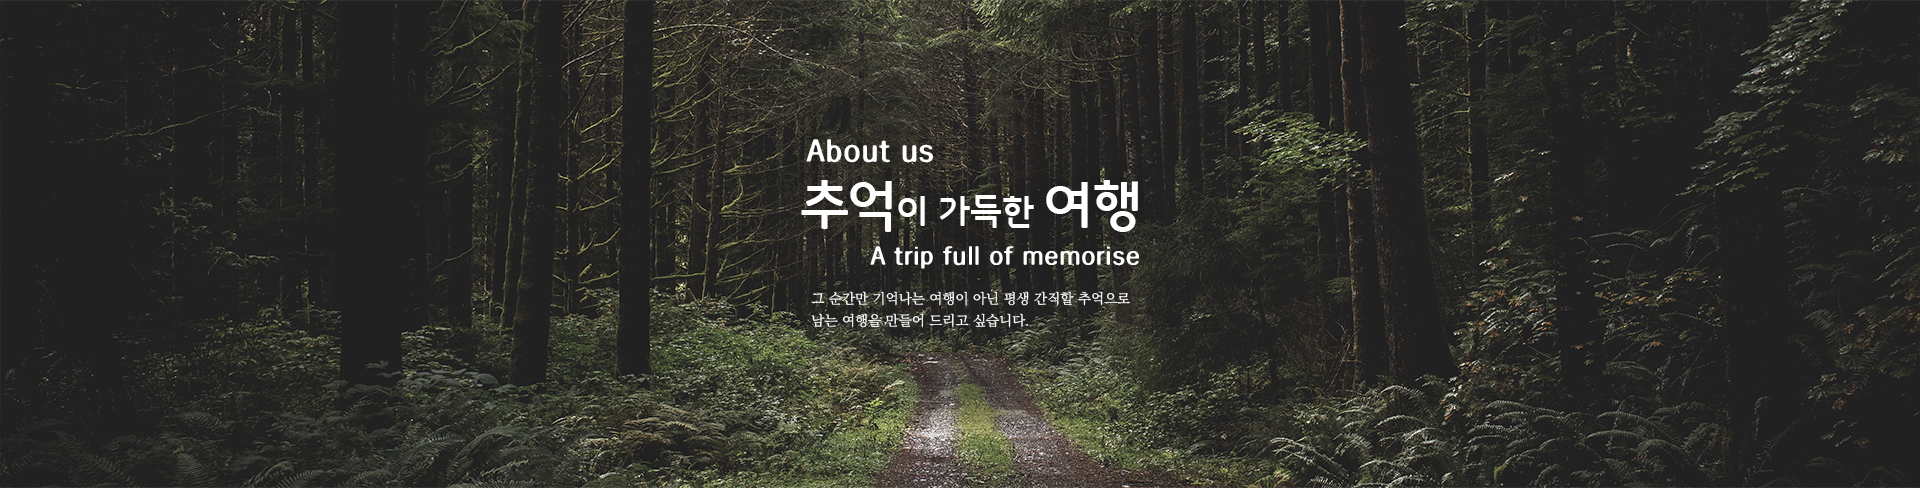 About us
추억이 가득한 여행
A trip full of memorise
그 순간만 기억나는 여행이 아닌 평생 간직할 추억으로
남는 여행을 만들어 드리고 싶습니다.